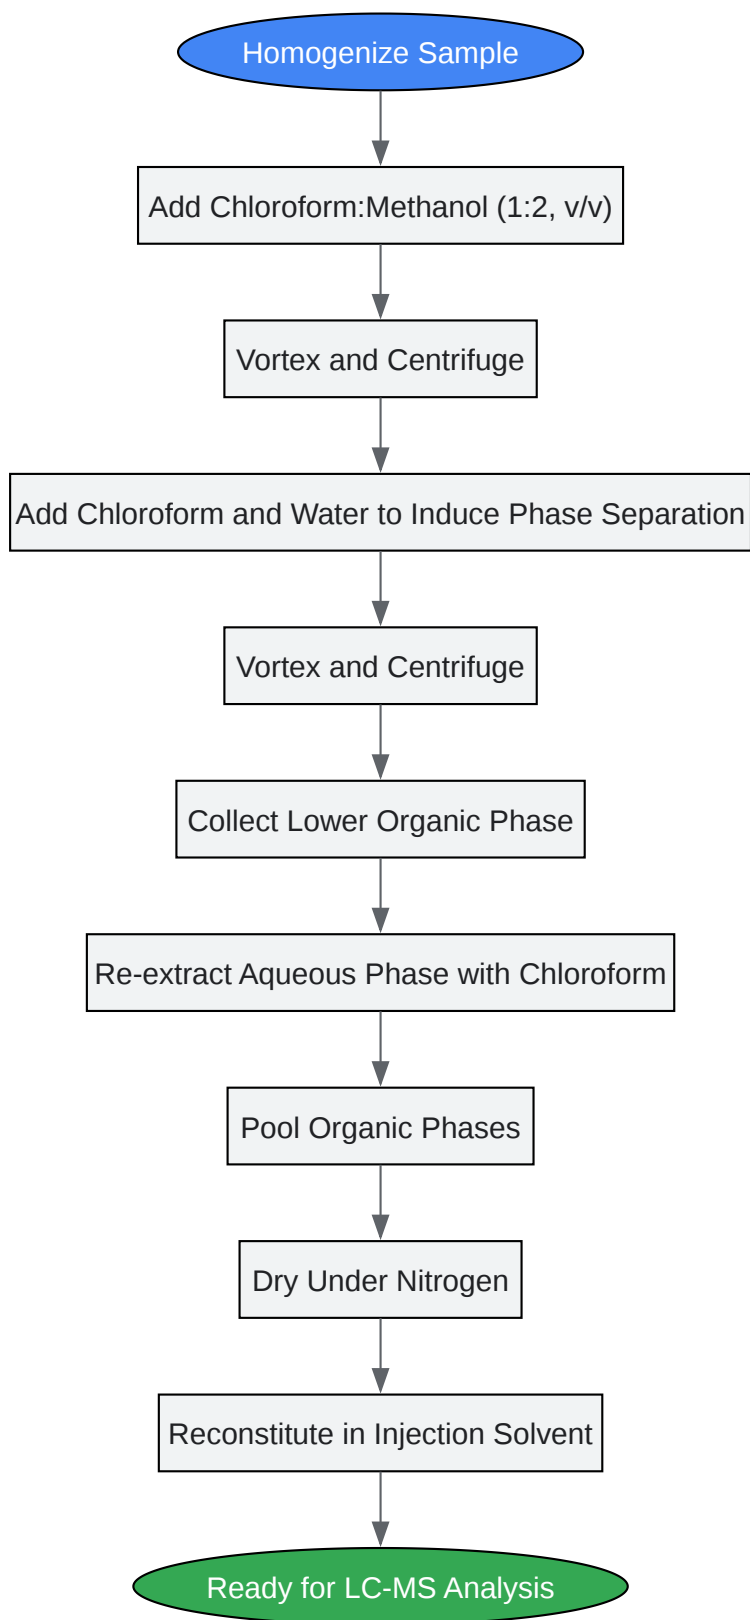 Homogenize Sample
Add Chloroform:Methanol (1:2, v/v)
Vortex and Centrifuge
Add Chloroform and Water to Induce Phase Separation
Vortex and Centrifuge
Collect Lower Organic Phase
Re-extract Aqueous Phase with Chloroform
Pool Organic Phases
Dry Under Nitrogen
Reconstitute in Injection Solvent
Ready for LC-MS Analysis